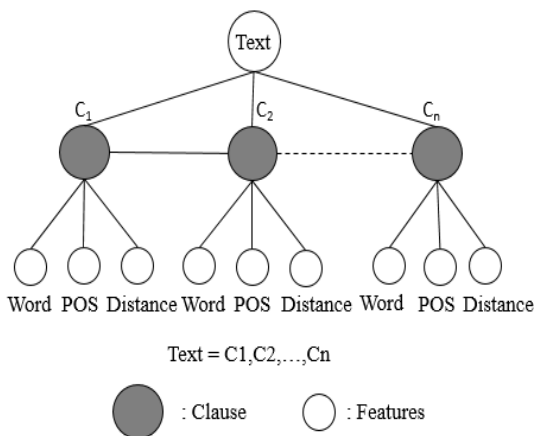 Text
C1 C2 Cn
Word POS Distance Word POS Distance Word POS Distance
Text = C1,C2,...,Cn
: Clause : Features